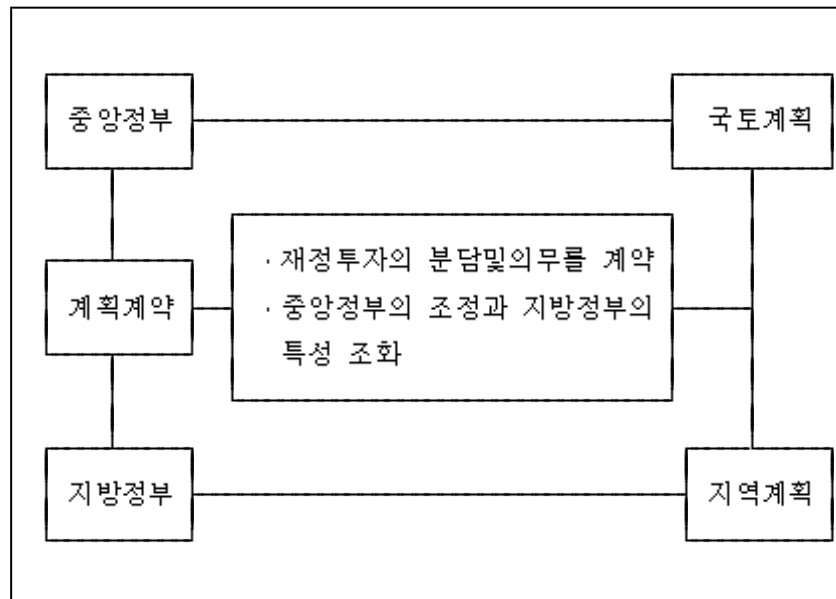 중앙정부
국토계획
· 재정투자의 분담및의무를 계약
계획계약
· 중앙정부의 조정과 지방정부의
특성 조화
지방정부
지역계획